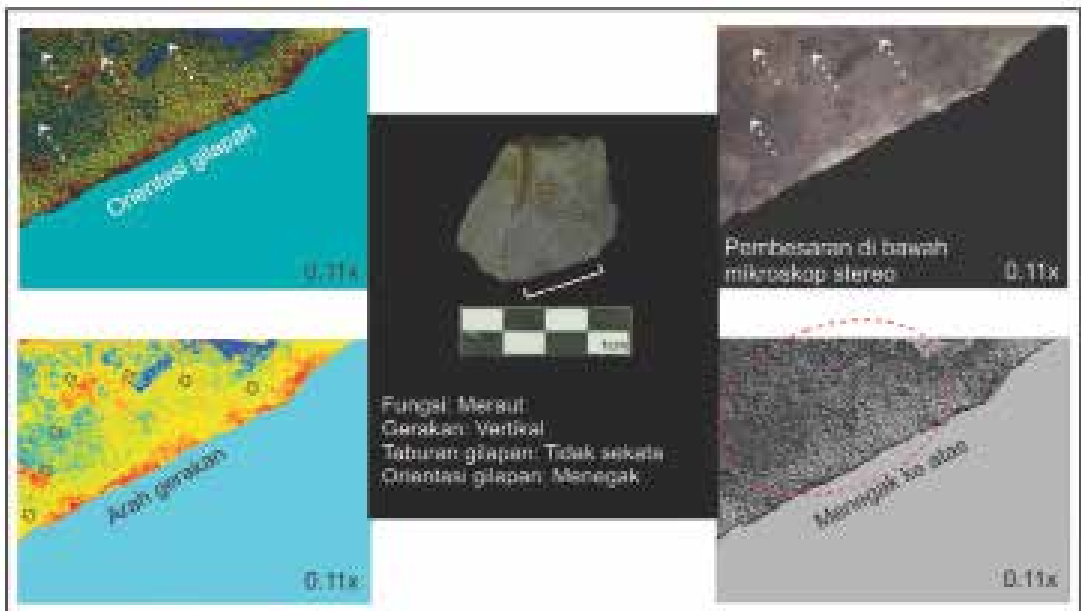 Orientasi gilapan
0.11x
Pembesaran di bawah
mikroskop stereo
0.11x
1cm
Fungsi: Meraut
Gerakan: Vertikal
Taburan gilapan: Tidak sekata
Orientasi gilapan: Menegak
Arah gerakan
0.11x
Menegak ke atas
0.11x